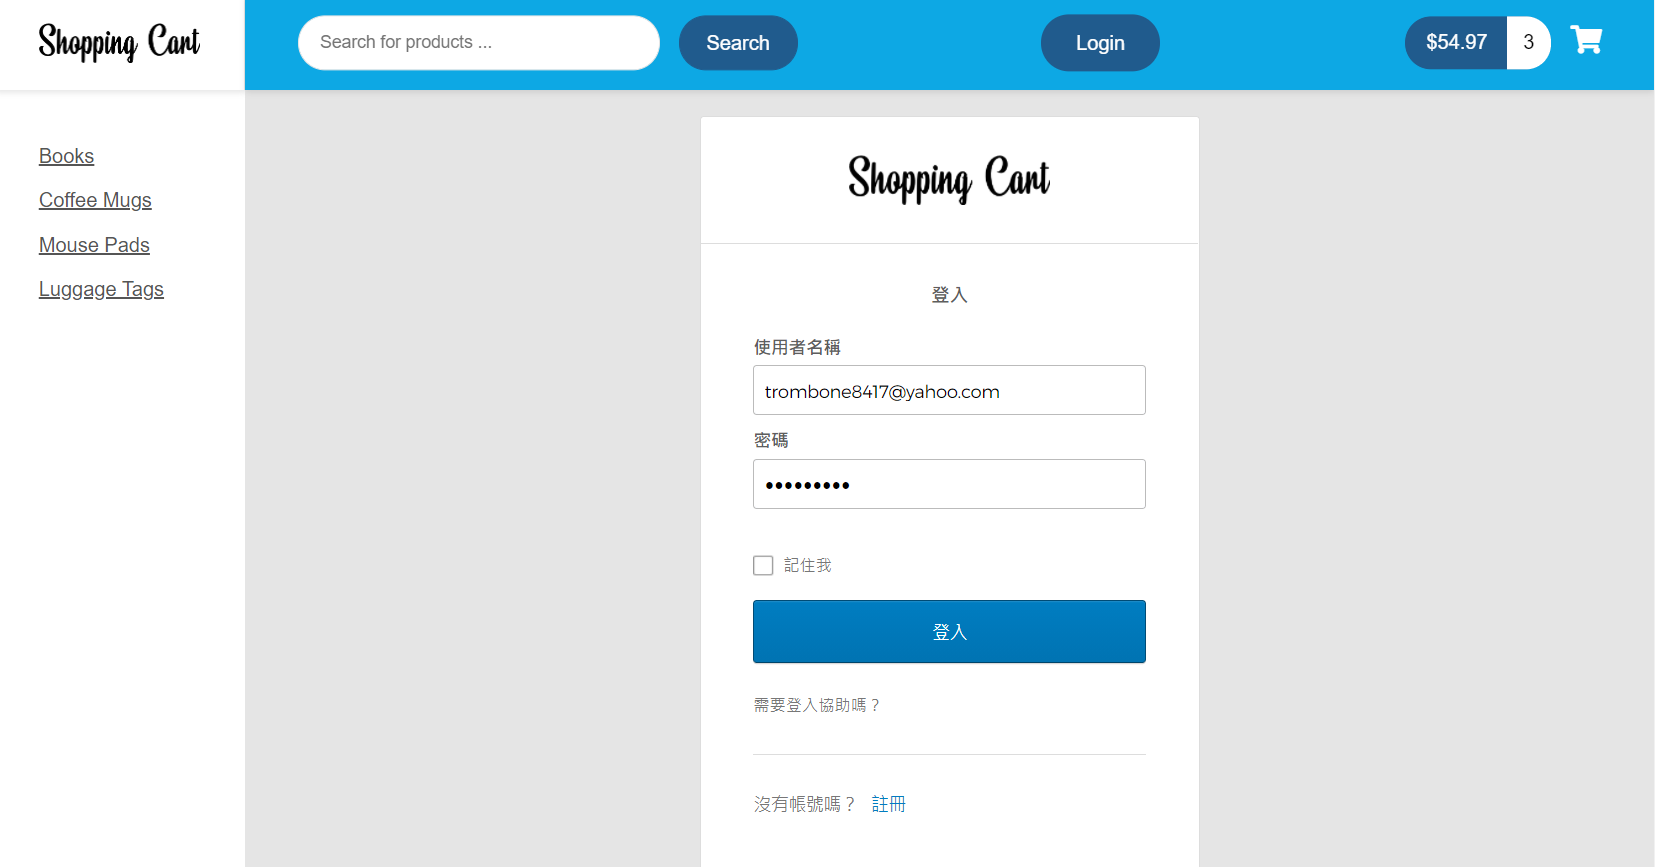 Shopping Cart
Search for products ...
Search
Login
$54.97
3
Books
Coffee Mugs
Mouse Pads
Luggage Tags
Shopping Cart
登入
使用者名稱
trombone8417@yahoo.com
密碼
•••••••••
記住我
登入
需要登入協助嗎？
沒有帳號嗎？ 註冊